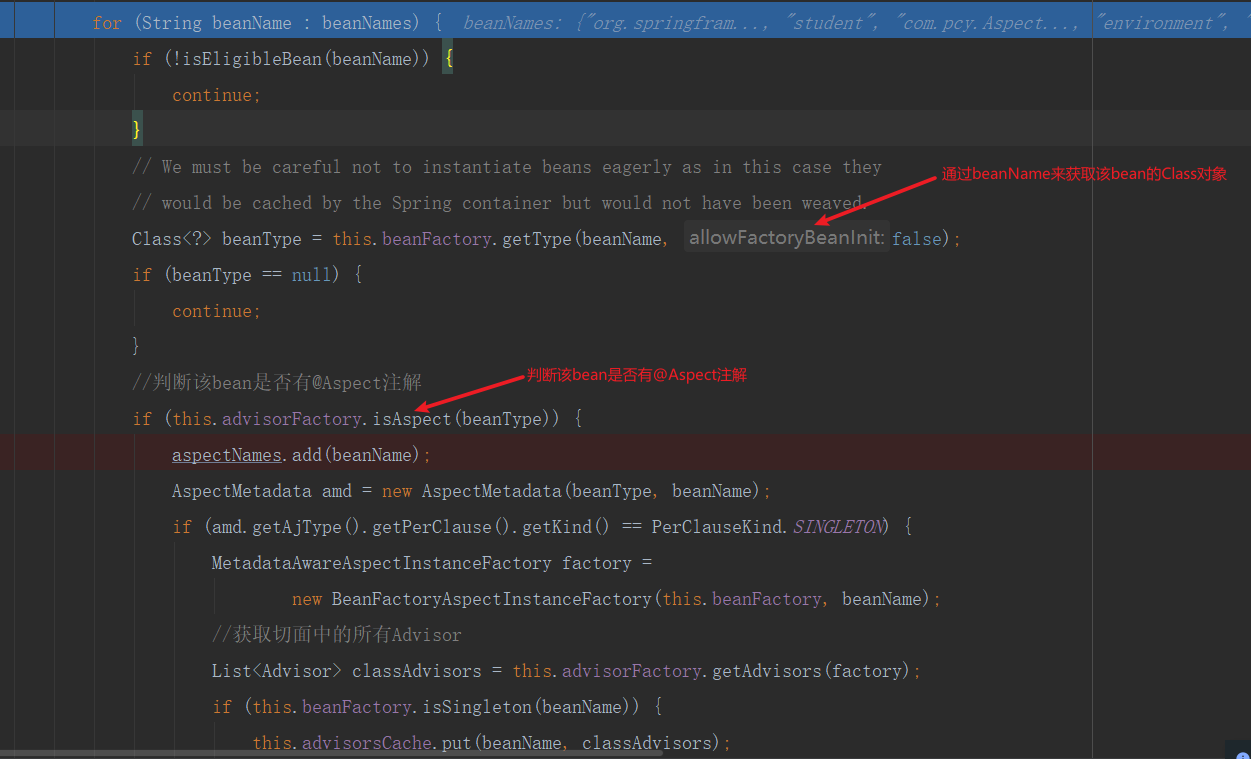 for (String beanName : beanNames) { beanNames: {"org.springfram..., "student", "com.pcy.Aspect..., "environment",
if (!isEligibleBean(beanName)) {
continue;
}
// We must be careful not to instantiate beans eagerly as in this case they
通过beanName来获取该bean的Class对象
// would be cached by the Spring container but would not have been weaved.
Class<?> beanType = this.beanFactory.getType(beanName, allowFactoryBeanInit: false);
if (beanType == null) {
continue;
}
//判断该bean是否有@Aspect注解
判断该bean是否有@Aspect注解
if (this.advisorFactory.isAspect(beanType)) {
aspectNames.add(beanName);
AspectMetadata amd = new AspectMetadata(beanType, beanName);
if (amd.getAjType().getPerClause().getKind() == PerClauseKind.SINGLETON) {
MetadataAwareAspectInstanceFactory factory =
new BeanFactoryAspectInstanceFactory(this.beanFactory, beanName);
//获取切面中的所有Advisor
List<Advisor> classAdvisors = this.advisorFactory.getAdvisors(factory);
if (this.beanFactory.isSingleton(beanName)) {
this.advisorsCache.put(beanName, classAdvisors);